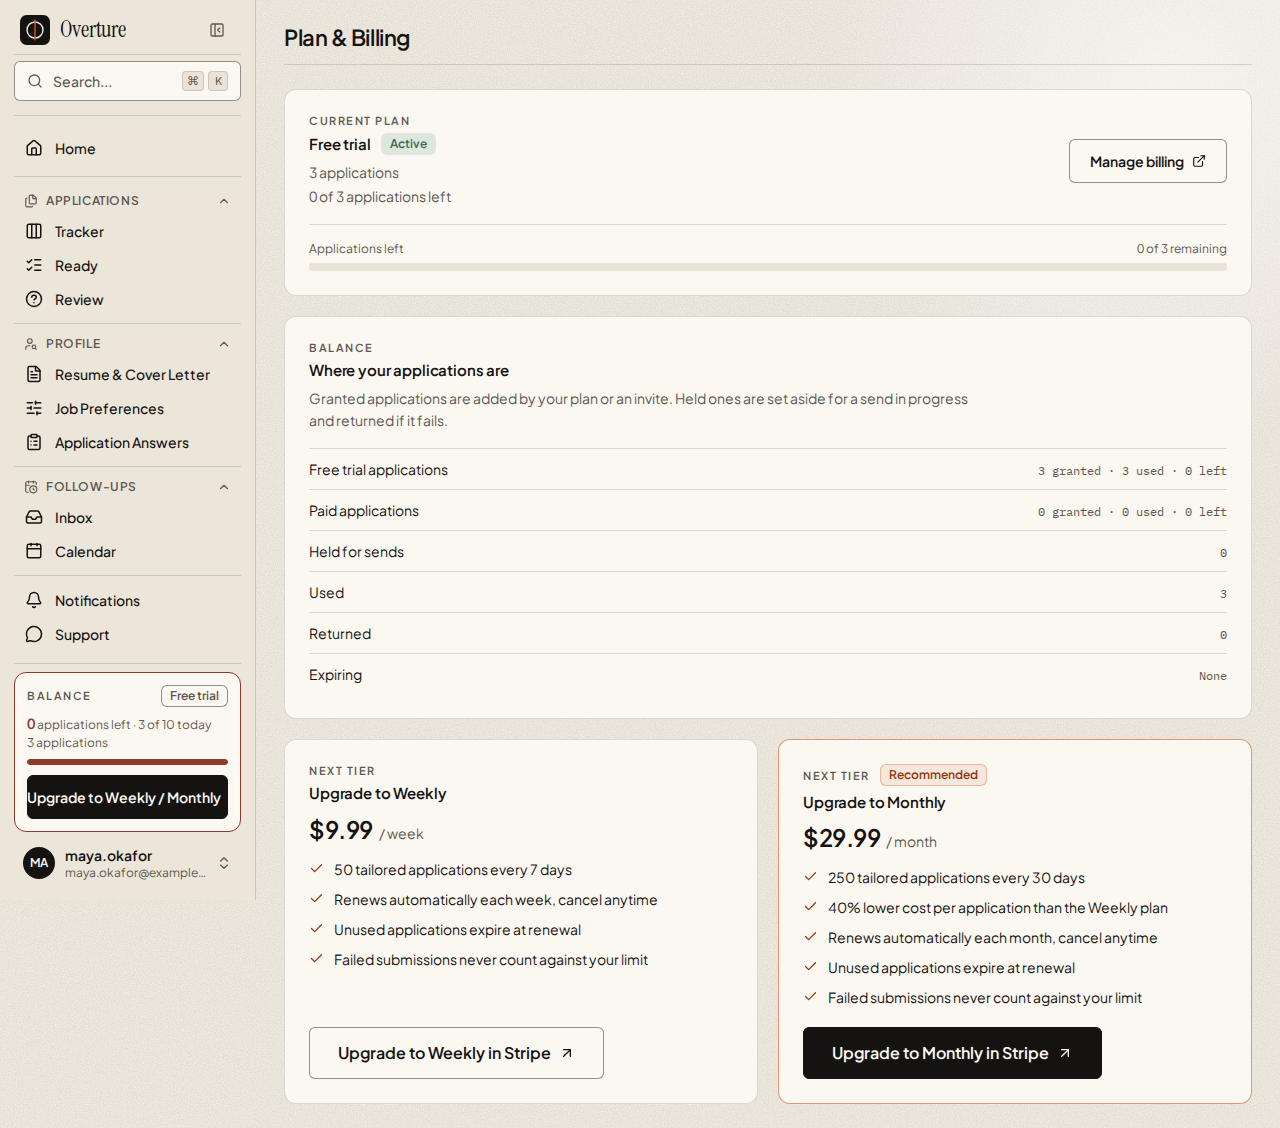 Overture
Search...
⌘ K
Home
APPLICATIONS
Tracker
Ready
Review
PROFILE
Resume & Cover Letter
Job Preferences
Application Answers
FOLLOW-UPS
Inbox
Calendar
Notifications
Support
BALANCE Free trial
0 applications left · 3 of 10 today
3 applications
Upgrade to Weekly / Monthly
MA
maya.okafor
maya.okafor@example...
Plan & Billing
CURRENT PLAN
Free trial Active
3 applications
0 of 3 applications left
Manage billing
Applications left 0 of 3 remaining
BALANCE
Where your applications are
Granted applications are added by your plan or an invite. Held ones are set aside for a send in progress
and returned if it fails.
Free trial applications 3 granted · 3 used · 0 left
Paid applications 0 granted · 0 used · 0 left
Held for sends 0
Used 3
Returned 0
Expiring None
NEXT TIER
Upgrade to Weekly
$9.99 / week
50 tailored applications every 7 days
Renews automatically each week, cancel anytime
Unused applications expire at renewal
Failed submissions never count against your limit
Upgrade to Weekly in Stripe
NEXT TIER Recommended
Upgrade to Monthly
$29.99 / month
250 tailored applications every 30 days
40% lower cost per application than the Weekly plan
Renews automatically each month, cancel anytime
Unused applications expire at renewal
Failed submissions never count against your limit
Upgrade to Monthly in Stripe